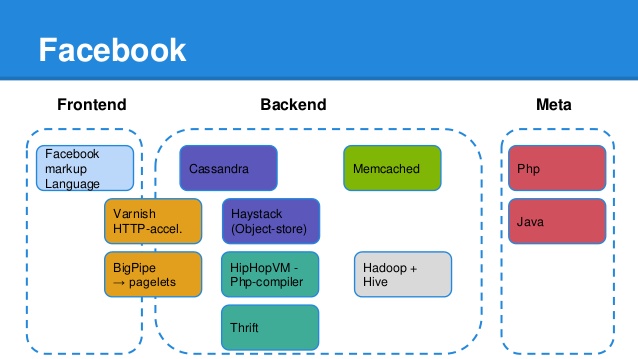 Facebook
Frontend
Backend
Meta
Facebook
markup
Language
Cassandra
Memcached
Php
Varnish
HTTP-accel.
Haystack
(Object-store)
Java
BigPipe
→ pagelets
HipHopVM -
Php-compiler
Hadoop +
Hive
Thrift